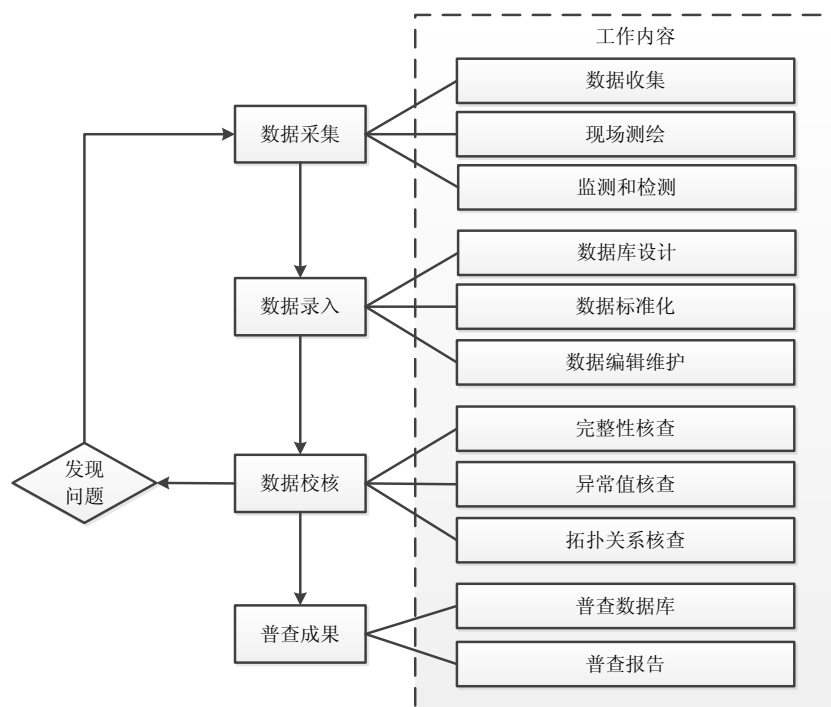 工作内容
数据采集
数据收集
现场测绘
监测和检测
数据录入
数据库设计
数据标准化
数据编辑维护
发现
问题
数据校核
完整性核查
异常值核查
拓扑关系核查
普查成果
普查数据库
普查报告